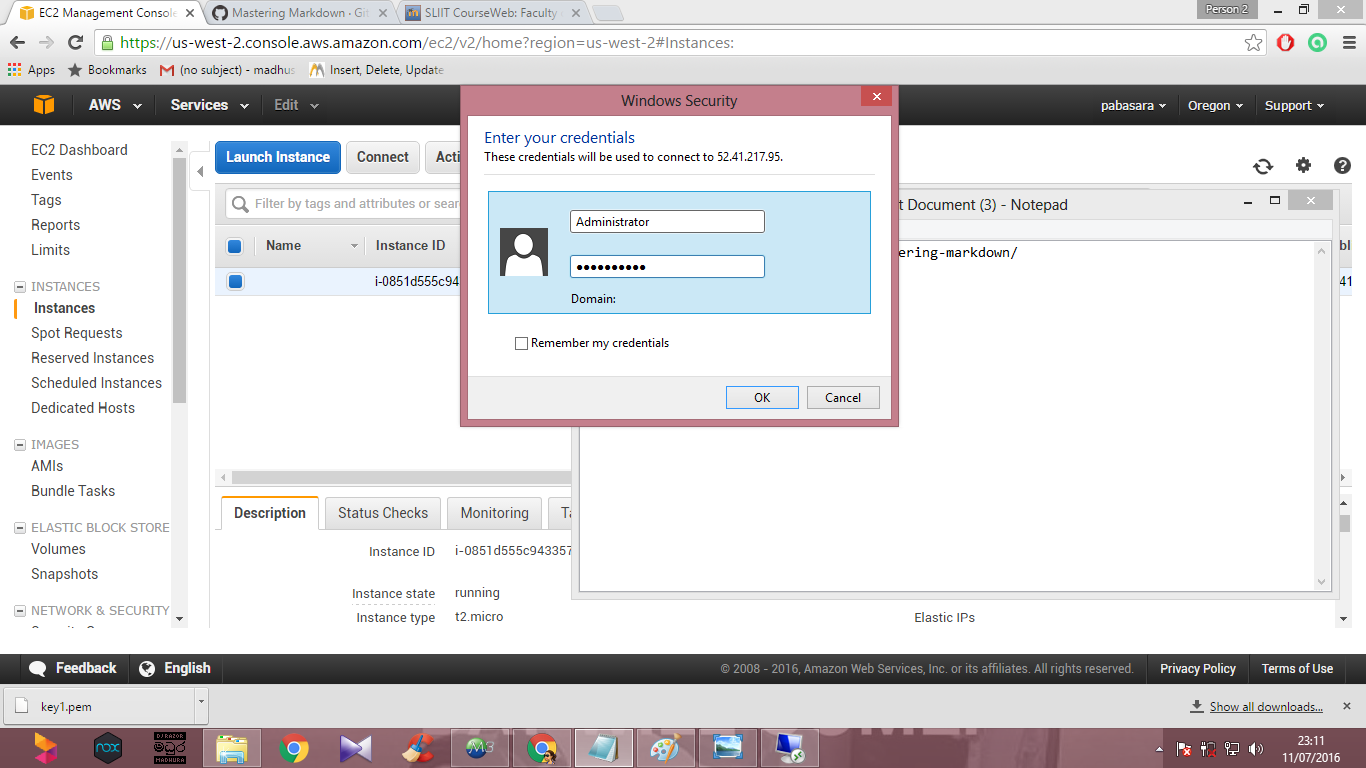 EC2 Management Conso
Mastering Markdown · Git
SLIIT CourseWeb: Faculty
Person 2
https://us-west-2.console.aws.amazon.com/ec2/v2/home?region=us-west-2#Instances:
Apps
Bookmarks
(no subject) - madhus
Insert, Delete, Update
AWS
Services
Edit
pabasara
Oregon
Support
Windows Security
Enter your credentials
These credentials will be used to connect to 52.41.217.95.
Administrator
••••••••••
Domain:
Remember my credentials
OK
Cancel
EC2 Dashboard
Events
Tags
Reports
Limits
INSTANCES
Instances
Spot Requests
Reserved Instances
Scheduled Instances
Dedicated Hosts
IMAGES
AMIs
Bundle Tasks
ELASTIC BLOCK STORE
Volumes
Snapshots
NETWORK & SECURITY
Launch Instance
Connect
Acti
Filter by tags and attributes or sear
Name
Instance ID
i-0851d555c94
t Document (3) - Notepad
ering-markdown/
bl
41
Description
Status Checks
Monitoring
Ta
Instance ID
i-0851d555c943357
Instance state
running
Instance type
t2.micro
Elastic IPs
Feedback
English
© 2008 - 2016, Amazon Web Services, Inc. or its affiliates. All rights reserved.
Privacy Policy
Terms of Use
key1.pem
Show all downloads...
nox
DJ RAZOR
MADHURA
M3
23:11
11/07/2016